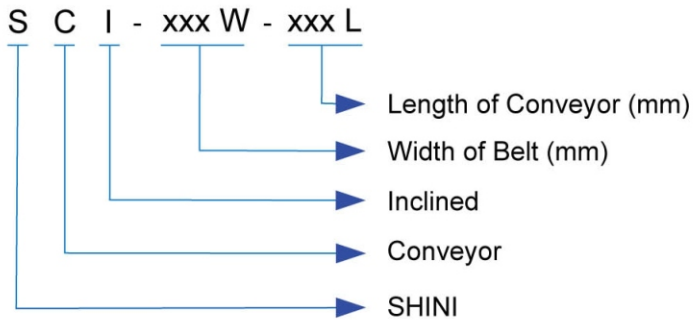 S C I - xxx W - xxx L
Length of Conveyor (mm)
Width of Belt (mm)
Inclined
Conveyor
SHINI